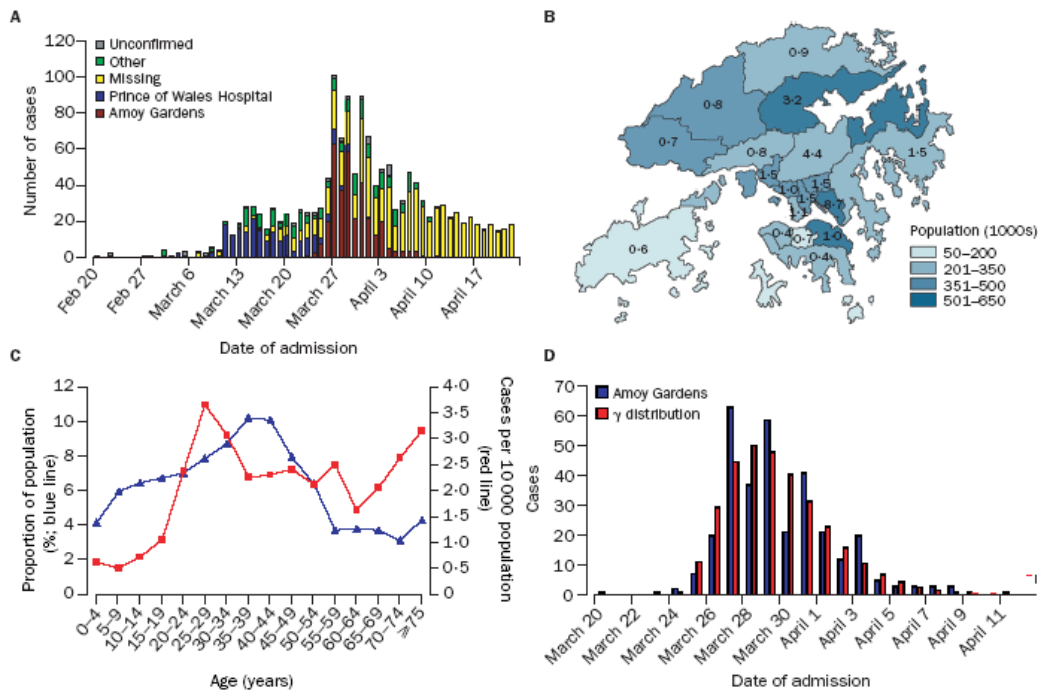 A
Number of cases
120
100
80
60
40
20
0
Unconfirmed
Other
Missing
Prince of Wales Hospital
Amoy Gardens
Feb 20
Feb 27
March 6
March 13
March 20
March 27
April 3
April 10
April 17
Date of admission
B
0·9
3·2
0·8
0·7
0·8
4·4
1·5
1·5
1·0
1·5
1·5
8·7
1·1
0·4
0·7
1·0
0·4
0·6
Population (1000s)
50–200
201–350
351–500
501–650
C
Proportion of population
(%; blue line)
12
10
8
6
4
2
0
4·0
3·5
3·0
2·5
2·0
1·5
1·0
0·5
0
Cases per 10 000 population
(red line)
0–4
5–9
10–14
15–19
20–24
25–29
30–34
35–39
40–44
45–49
50–54
55–59
60–64
65–69
70–74
≥75
Age (years)
D
Cases
70
60
50
40
30
20
10
0
Amoy Gardens
γ distribution
March 20
March 22
March 24
March 26
March 28
March 30
April 1
April 3
April 5
April 7
April 9
April 11
Date of admission